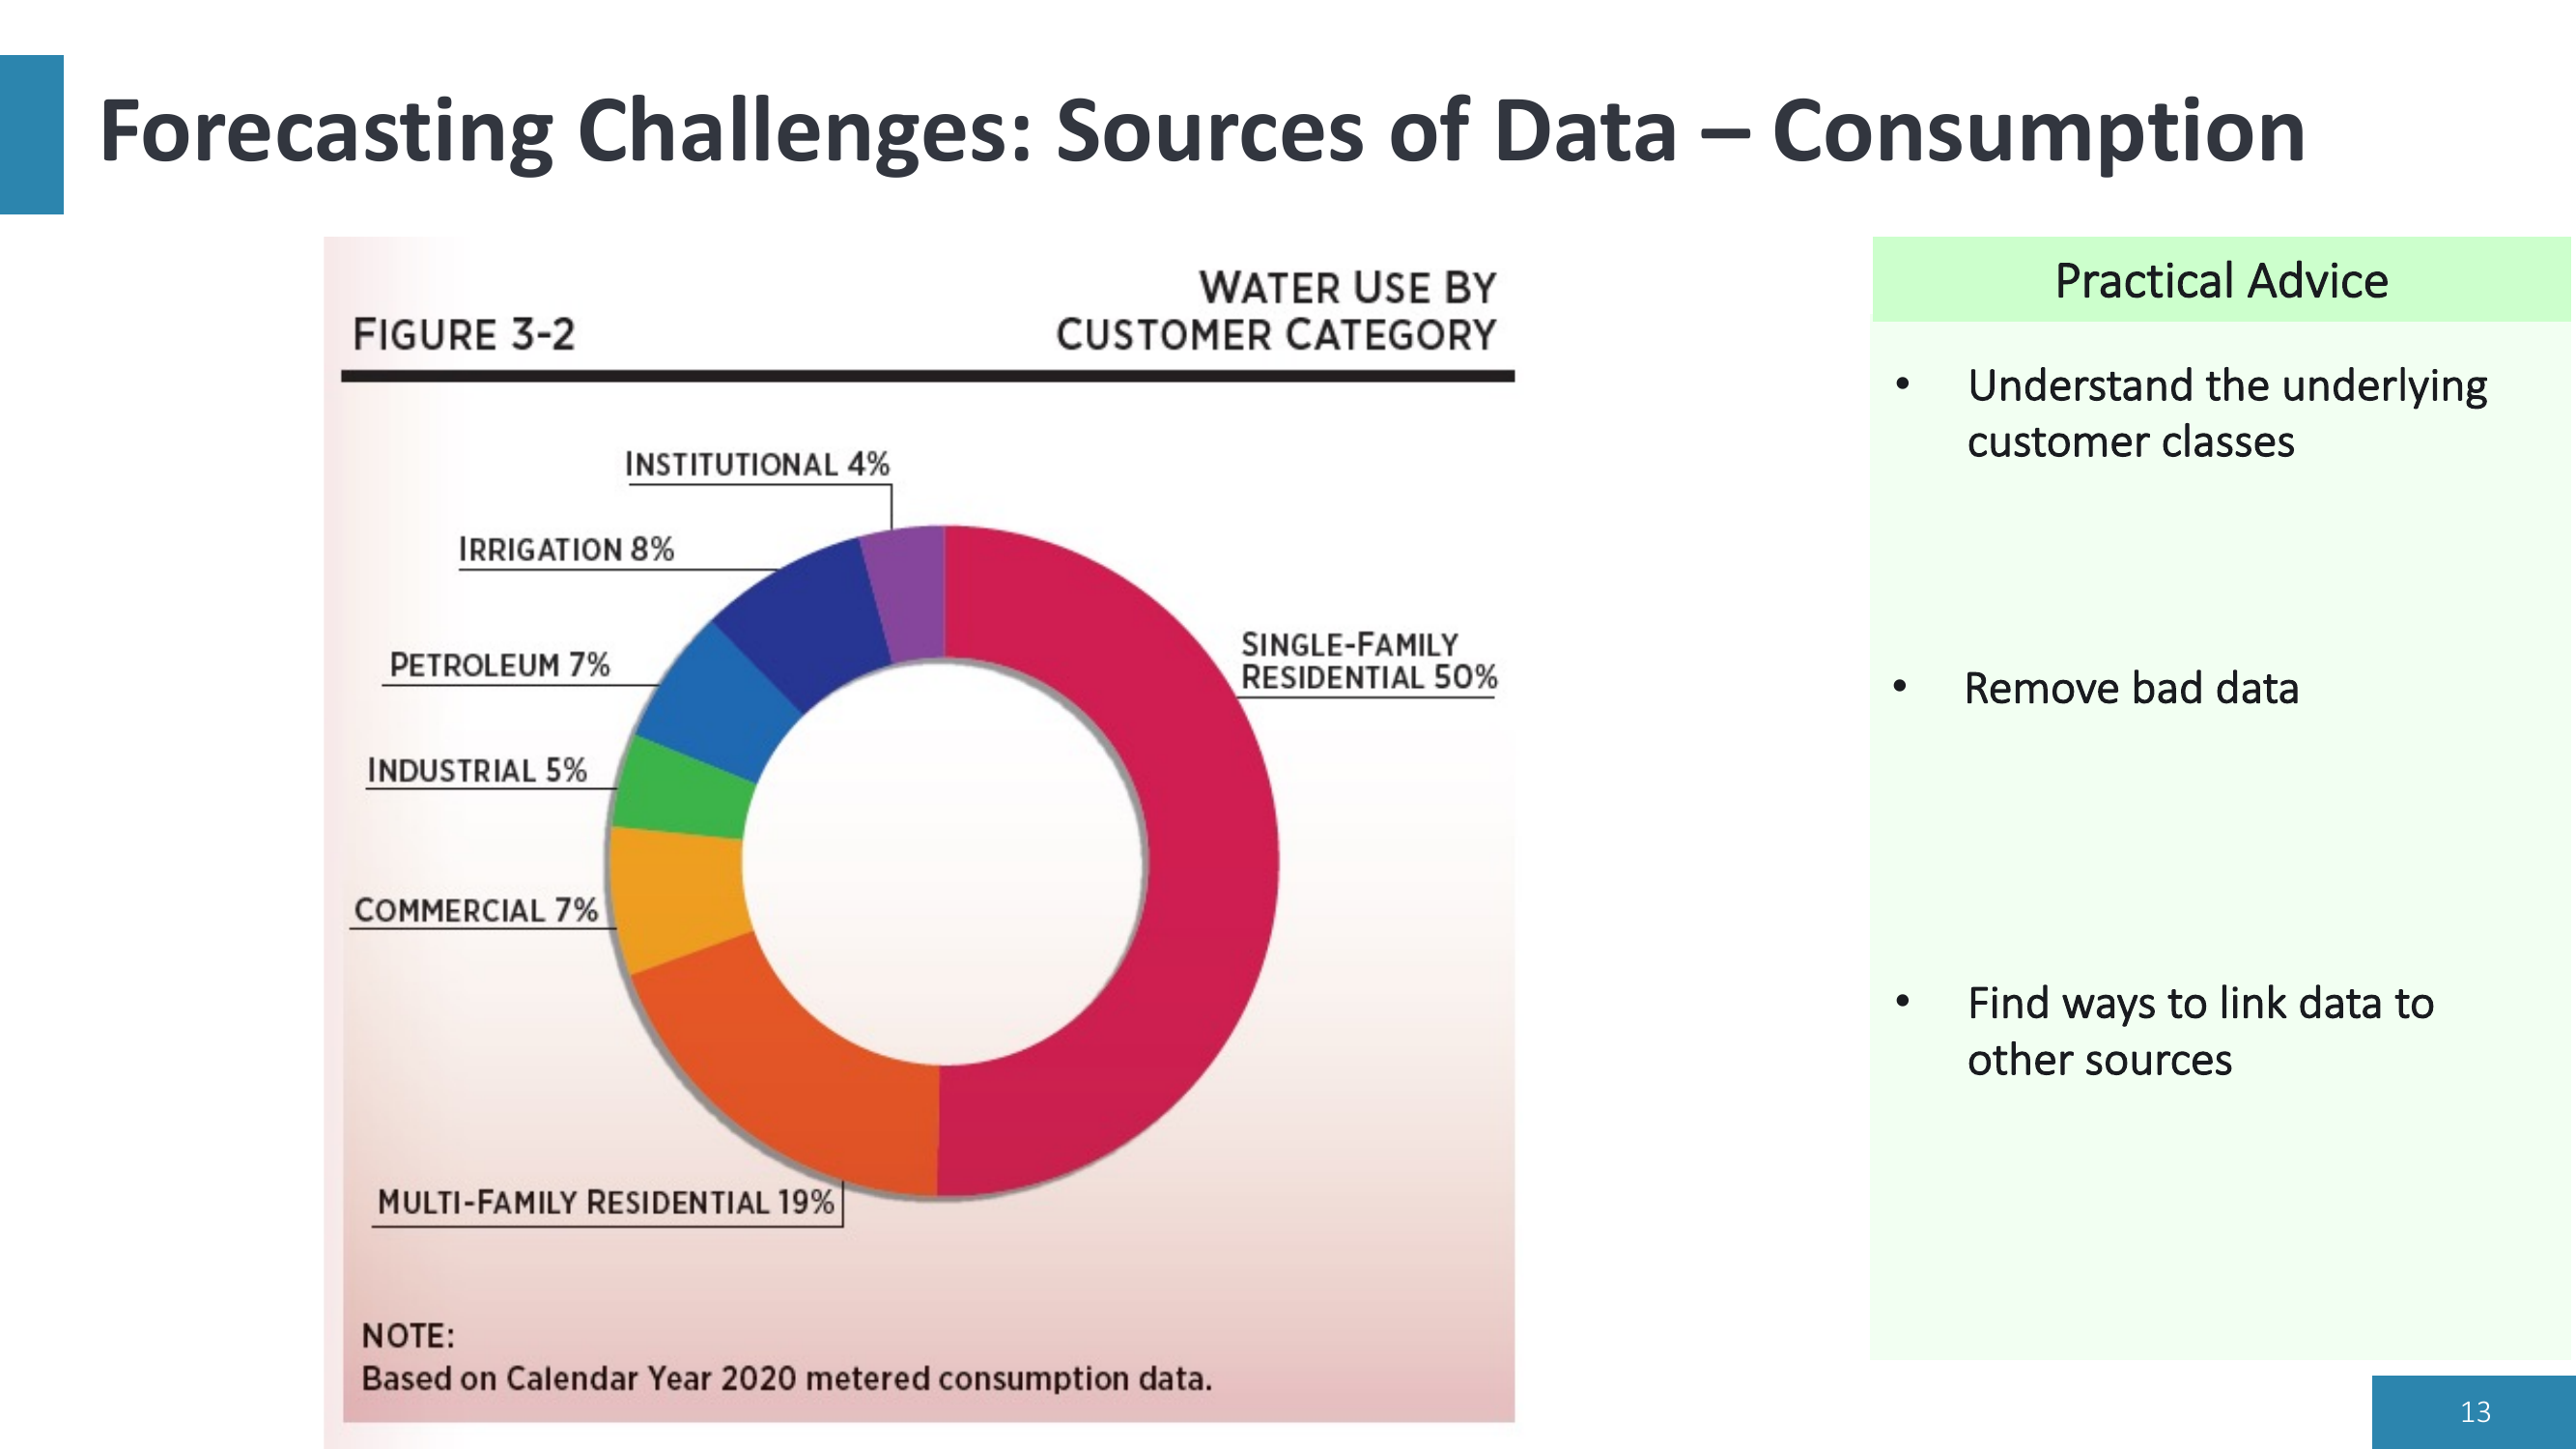 Forecasting Challenges: Sources of Data – Consumption
FIGURE 3-2
WATER USE BY
CUSTOMER CATEGORY
INSTITUTIONAL 4%
IRRIGATION 8%
PETROLEUM 7%
INDUSTRIAL 5%
COMMERCIAL 7%
MULTI-FAMILY RESIDENTIAL 19%
SINGLE-FAMILY
RESIDENTIAL 50%
NOTE:
Based on Calendar Year 2020 metered consumption data.
Practical Advice
• Understand the underlying
customer classes
• Remove bad data
• Find ways to link data to
other sources
13